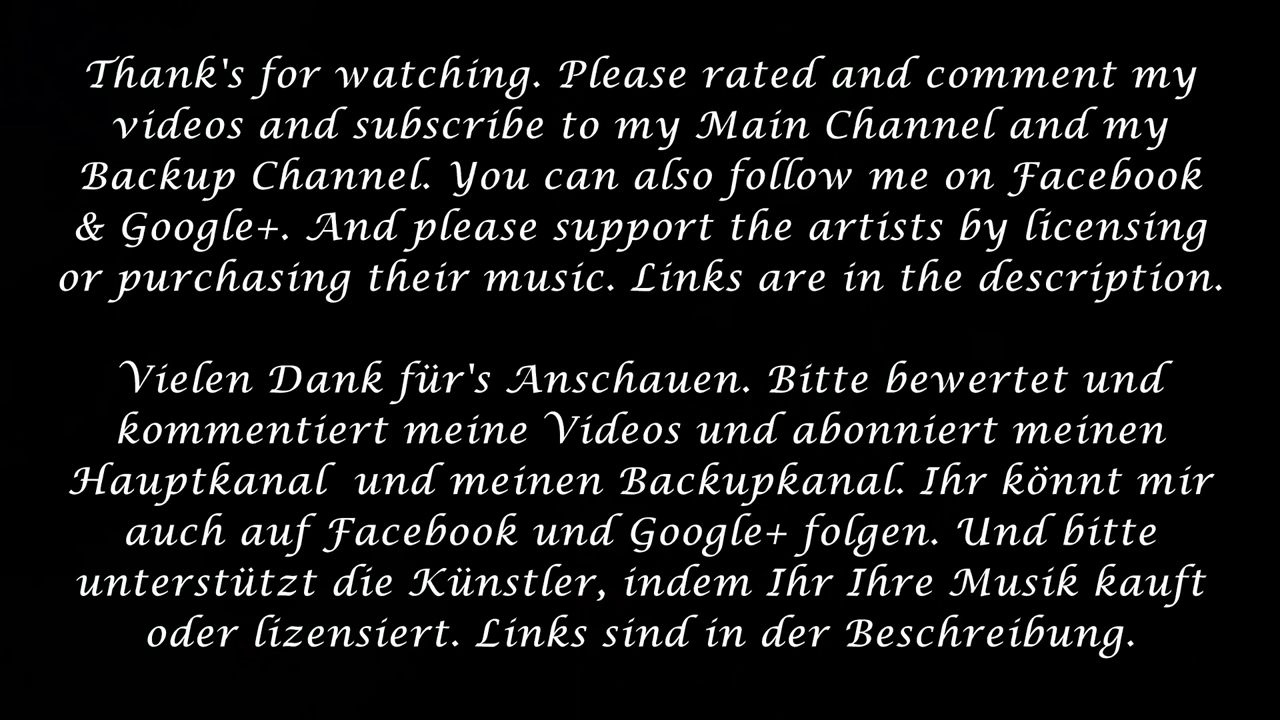 Thank's for watching. Please rated and comment my
videos and subscribe to my Main Channel and my
Backup Channel. You can also follow me on Facebook
& Google+. And please support the artists by licensing
or purchasing their music. Links are in the description.
Vielen Dank für's Anschauen. Bitte bewertet und
kommentiert meine Videos und abonniert meinen
Hauptkanal und meinen Backupkanal. Ihr könnt mir
auch auf Facebook und Google+ folgen. Und bitte
unterstützt die Künstler, indem Ihr Ihre Musik kauft
oder lizensiert. Links sind in der Beschreibung.